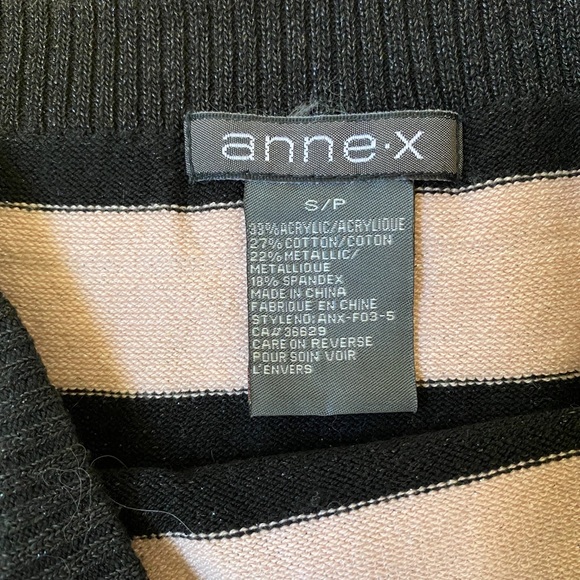 anne·x
S/P
33% ACRYLIC/ACRYLIQUE
27% COTTON/COTON
22% METALLIC/
METALLIQUE
18% SPANDEX
MADE IN CHINA
FABRIQUE EN CHINE
STYLENO: ANX-F03-5
CA# 36629
CARE ON REVERSE
POUR SOIN VOIR
L'ENVERS